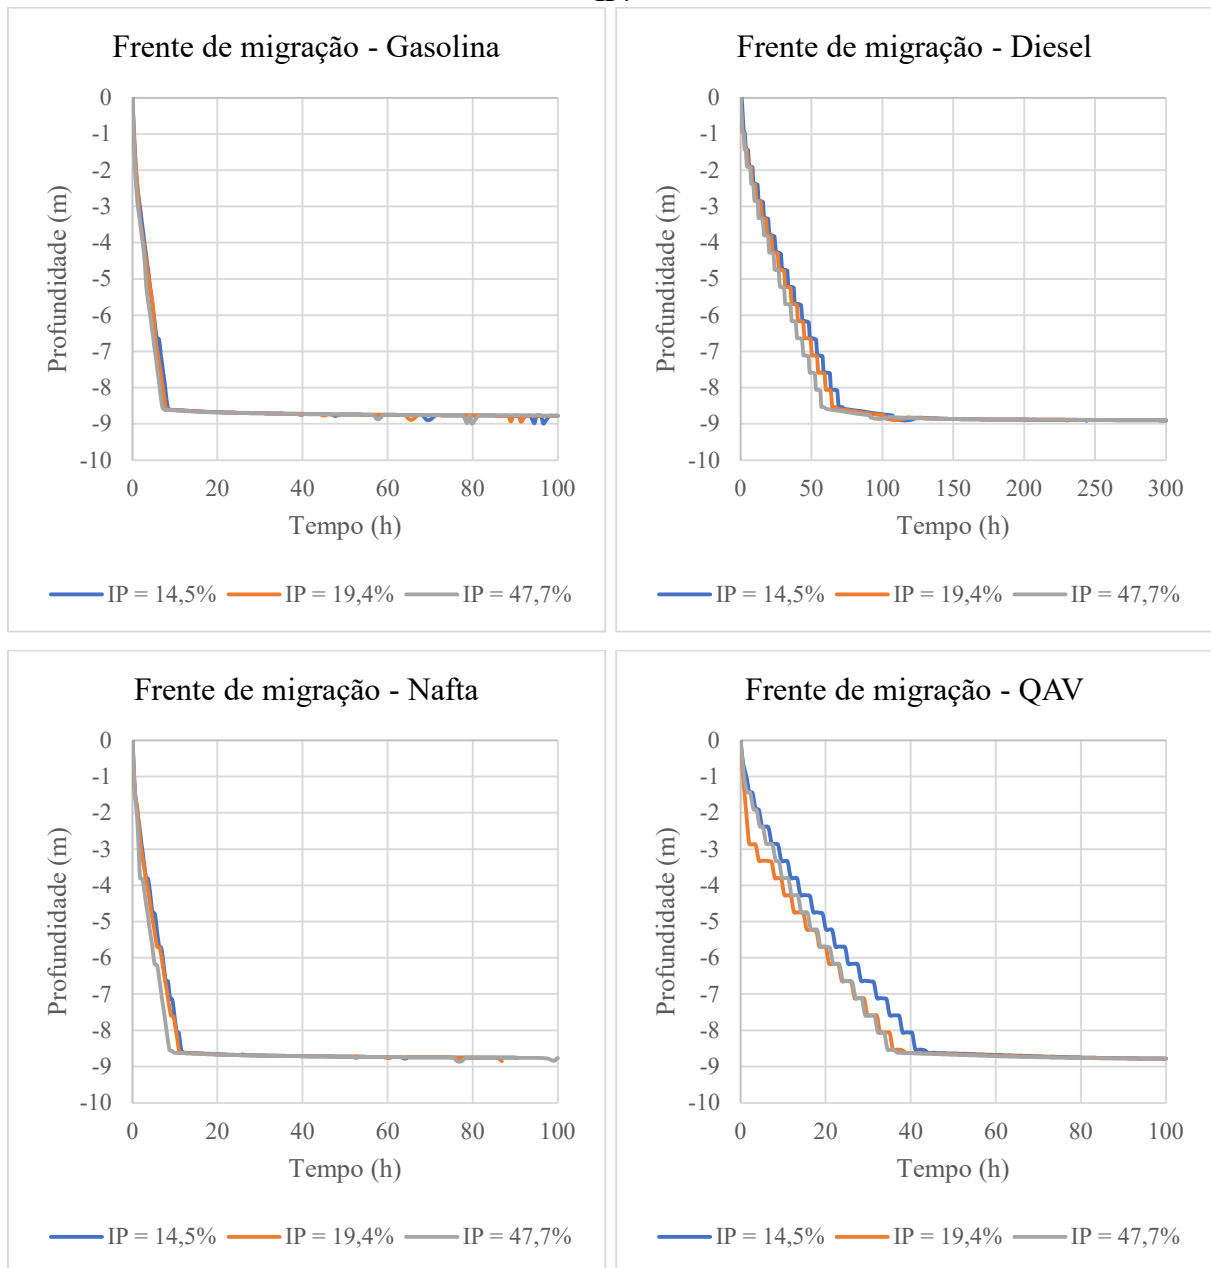 Frente de migração - Gasolina
0
-1
-2
-3
-4
-5
-6
-7
-8
-9
-10
Profundidade (m)
0 20 40 60 80 100
Tempo (h)
IP = 14,5% IP = 19,4% IP = 47,7%
Frente de migração - Diesel
0
-1
-2
-3
-4
-5
-6
-7
-8
-9
-10
Profundidade (m)
0 50 100 150 200 250 300
Tempo (h)
IP = 14,5% IP = 19,4% IP = 47,7%
Frente de migração - Nafta
0
-1
-2
-3
-4
-5
-6
-7
-8
-9
-10
Profundidade (m)
0 20 40 60 80 100
Tempo (h)
IP = 14,5% IP = 19,4% IP = 47,7%
Frente de migração - QAV
0
-1
-2
-3
-4
-5
-6
-7
-8
-9
-10
Profundidade (m)
0 20 40 60 80 100
Tempo (h)
IP = 14,5% IP = 19,4% IP = 47,7%